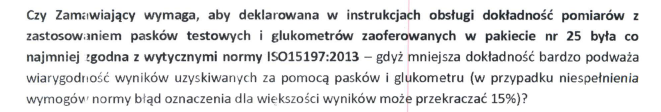 Czy Zamawiający wymaga, aby deklarowana w instrukcjach obsługi dokładność pomiarów z
zastosowaniem pasków testowych i glukometrów zaoferowanych w pakiecie nr 25 była co
najmniej zgodna z wytycznymi normy ISO15197:2013 – gdyż mniejsza dokładność bardzo podważa
wiarygodność wyników uzyskiwanych za pomocą pasków i glukometru (w przypadku niespełnienia
wymogów normy błąd oznaczenia dla większości wyników może przekraczać 15%)?